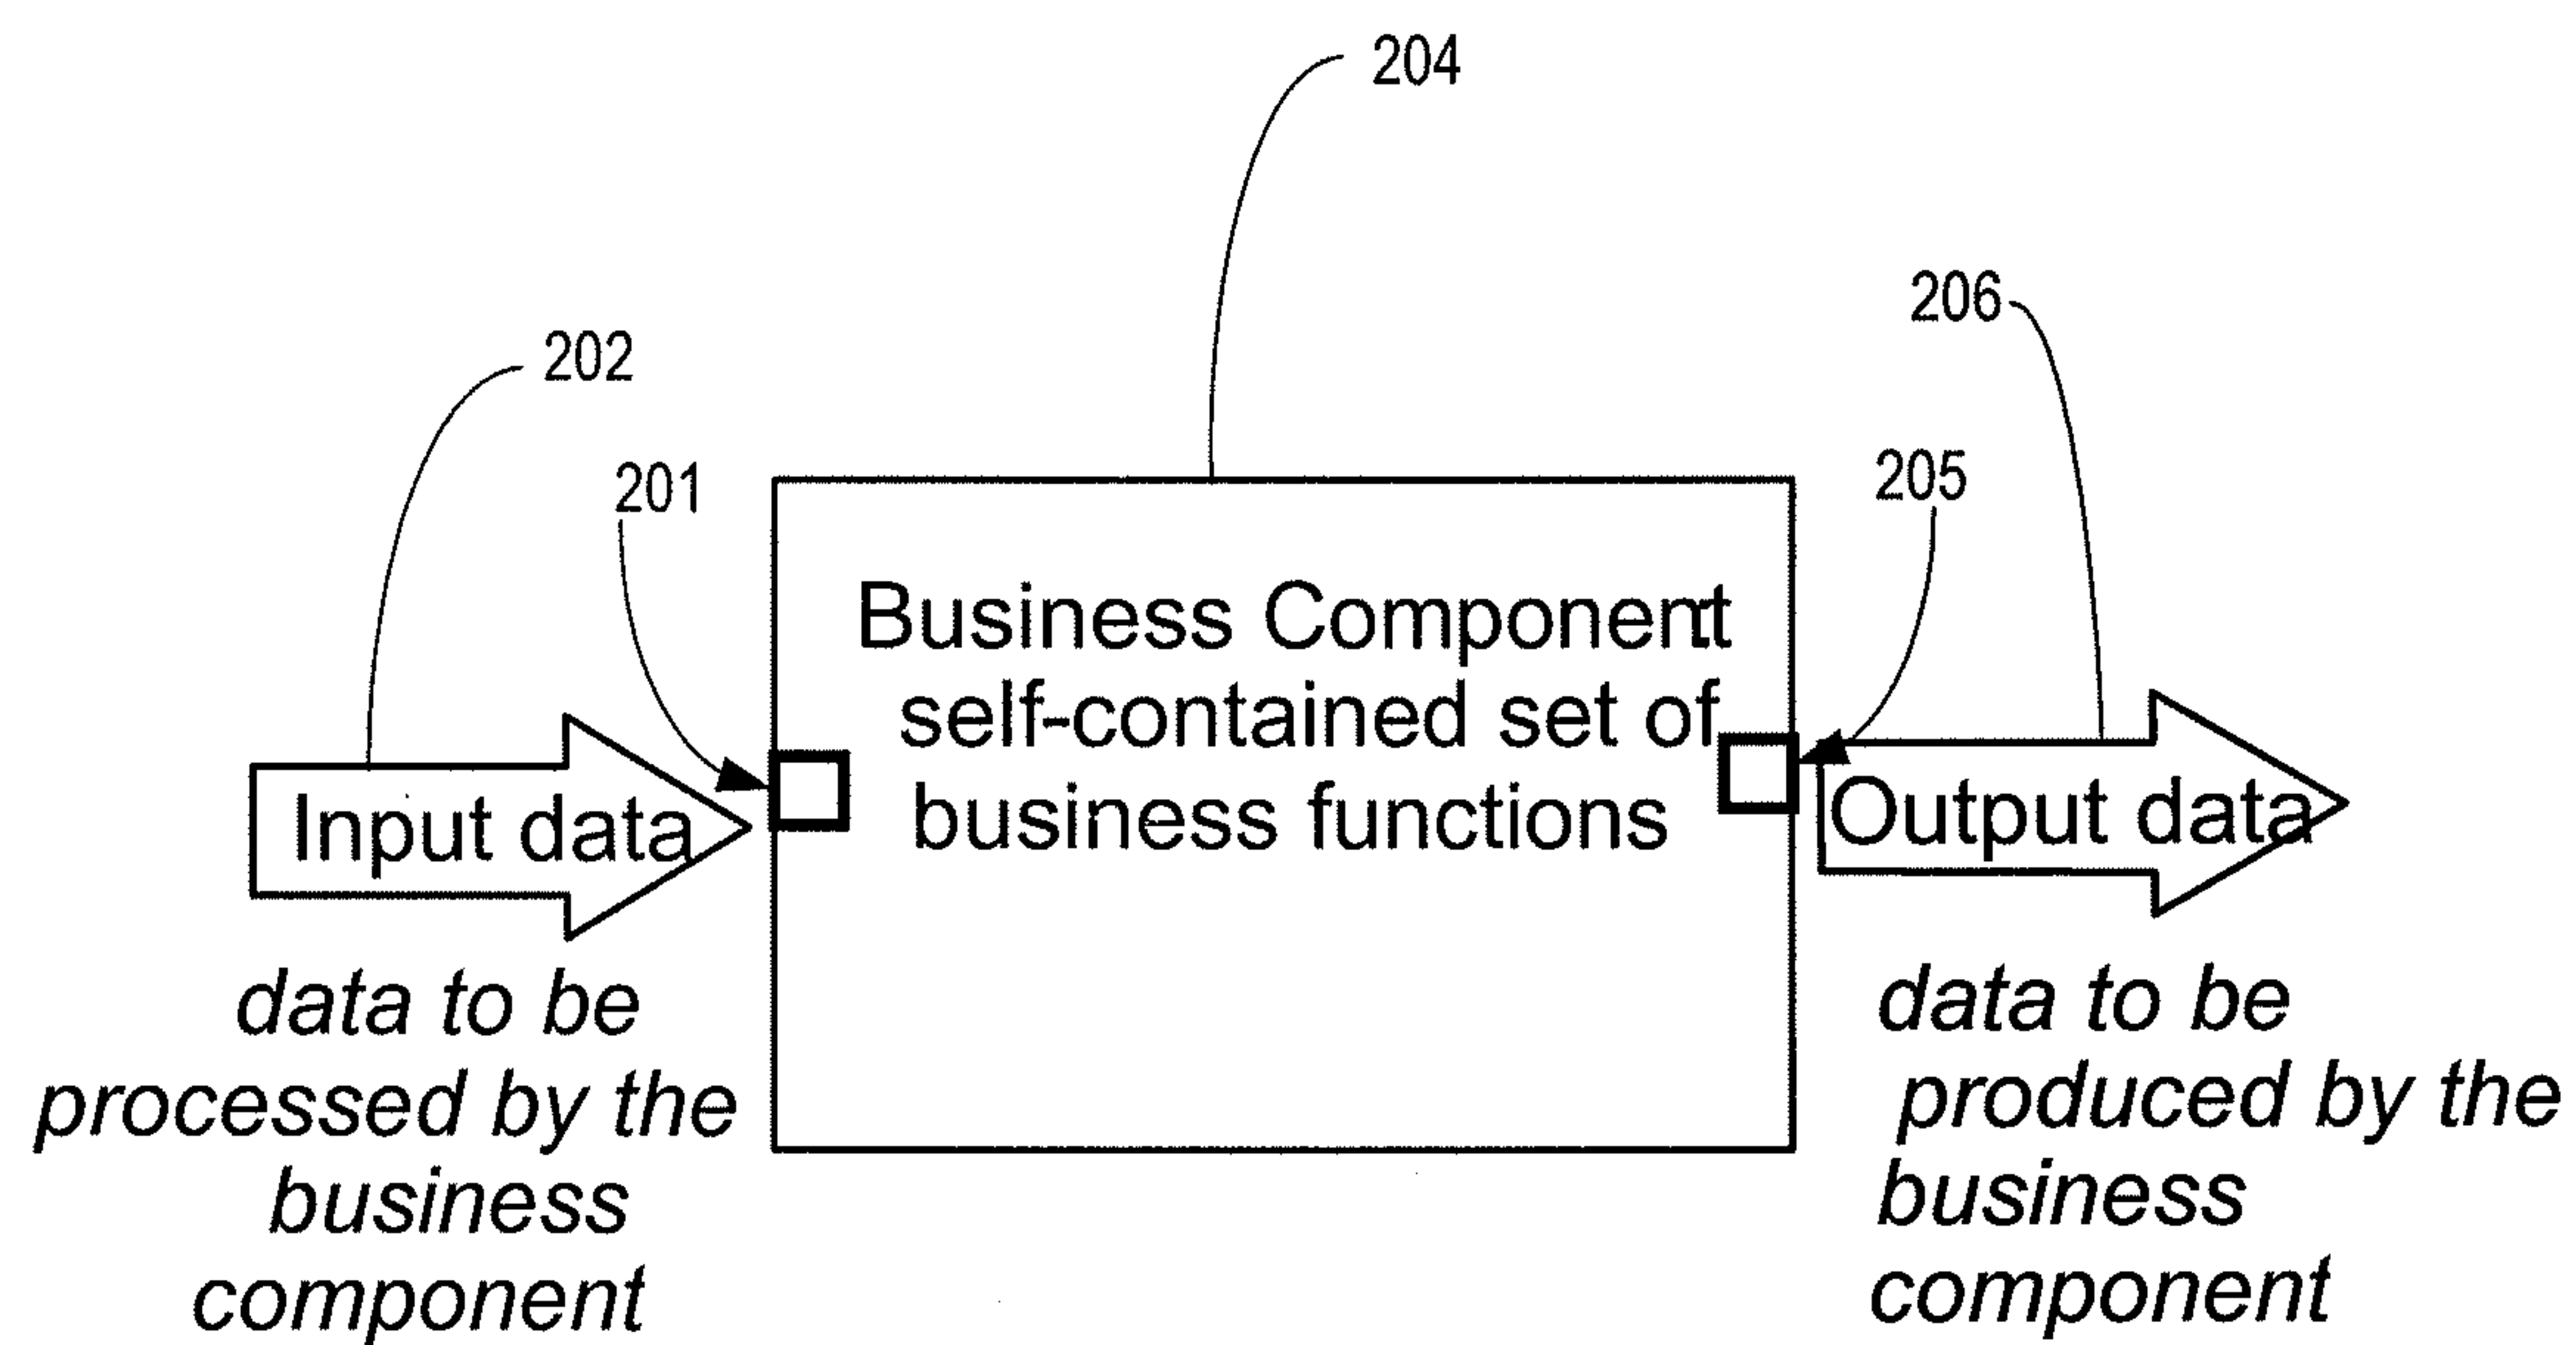 204
206
202
201
205
Business Component:
self-contained set of
business functions
Input data
Output data
data to be
processed by the
business
component
data to be
produced by the
business
component